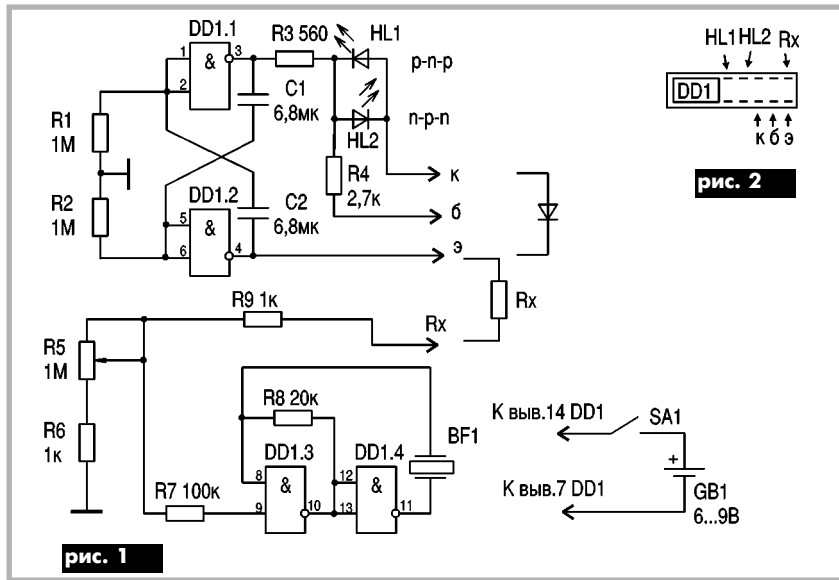 DD1.1
1
2
&
3
R3 560
HL1
p-n-p
C1
6,8мк
HL2
n-p-n
R1
1М
R2
1М
R4
2,7к
к
б
э
DD1.2
5
6
&
4
C2
6,8мк
Rx
R9 1к
Rx
R5
1М
R6
1к
R7 100к
R8 20к
DD1.3
8
9
&
10
DD1.4
12
13
&
11
BF1
К выв.14 DD1
SA1
+
GB1
6...9В
К выв.7 DD1
рис. 1
HL1
HL2
Rx
DD1
к б э
рис. 2